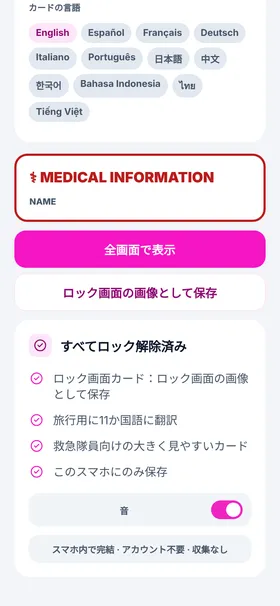 カードの言語
English Español Français Deutsch
Italiano Português 日本語 中文
한국어 Bahasa Indonesia ไทย
Tiếng Việt
⚕ MEDICAL INFORMATION
NAME
全画面で表示
ロック画面の画像として保存
すべてロック解除済み
ロック画面カード：ロック画面の画像
として保存
旅行用に11か国語に翻訳
救急隊員向けの大きく見やすいカード
このスマホにのみ保存
音
スマホ内で完結・アカウント不要・収集なし